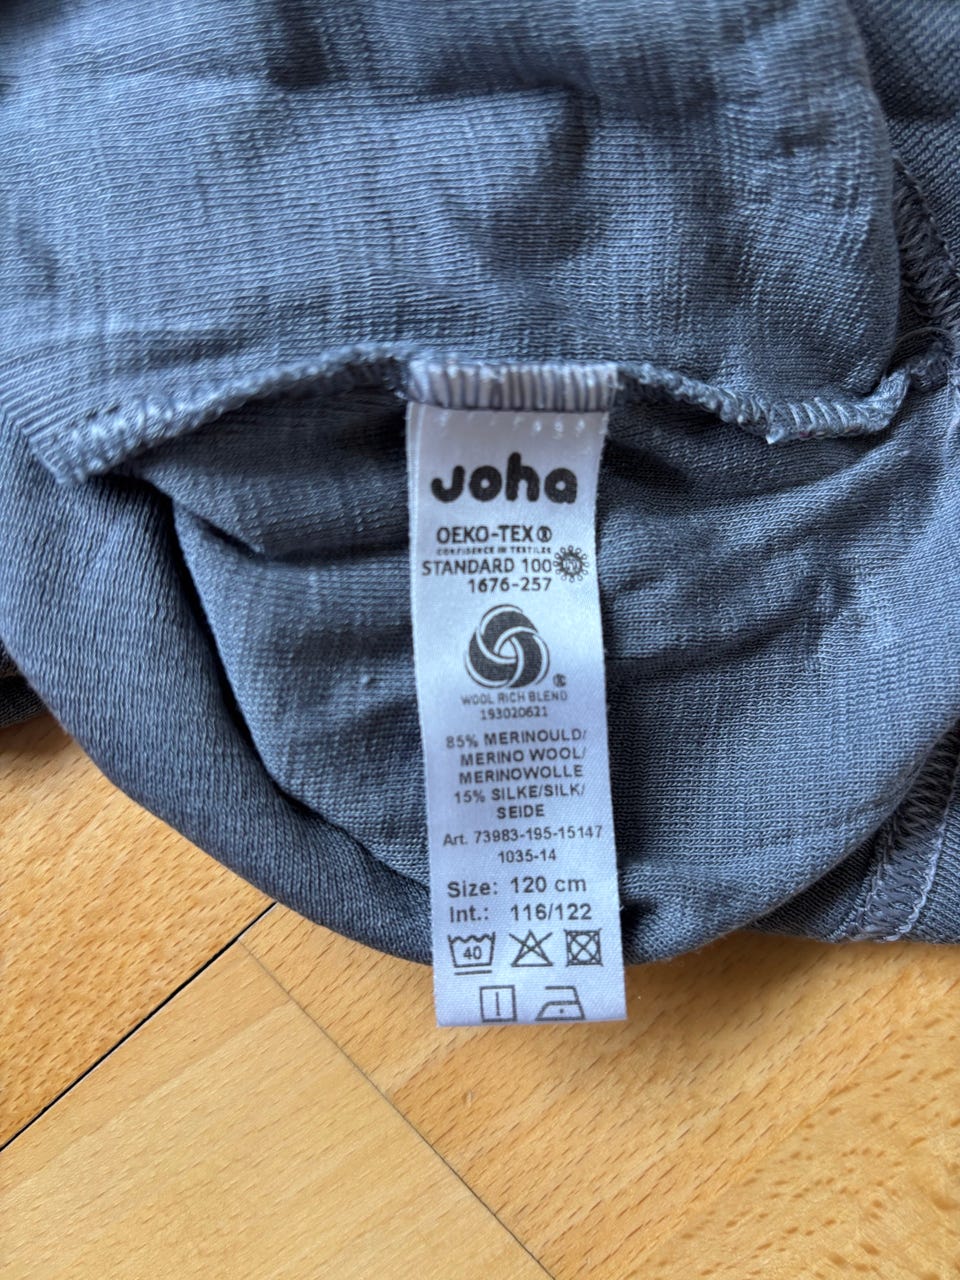 Joha
OEKO-TEX®
CONFIDENCE IN TEXTILES
STANDARD 100
1676-257
WOOL RICH BLEND
193020621
85% MERINOULD/
MERINO WOOL/
MERINOWOLLE
15% SILKE/SILK/
SEIDE
Art. 73983-195-15147
1035-14
Size: 120 cm
Int.: 116/122
40